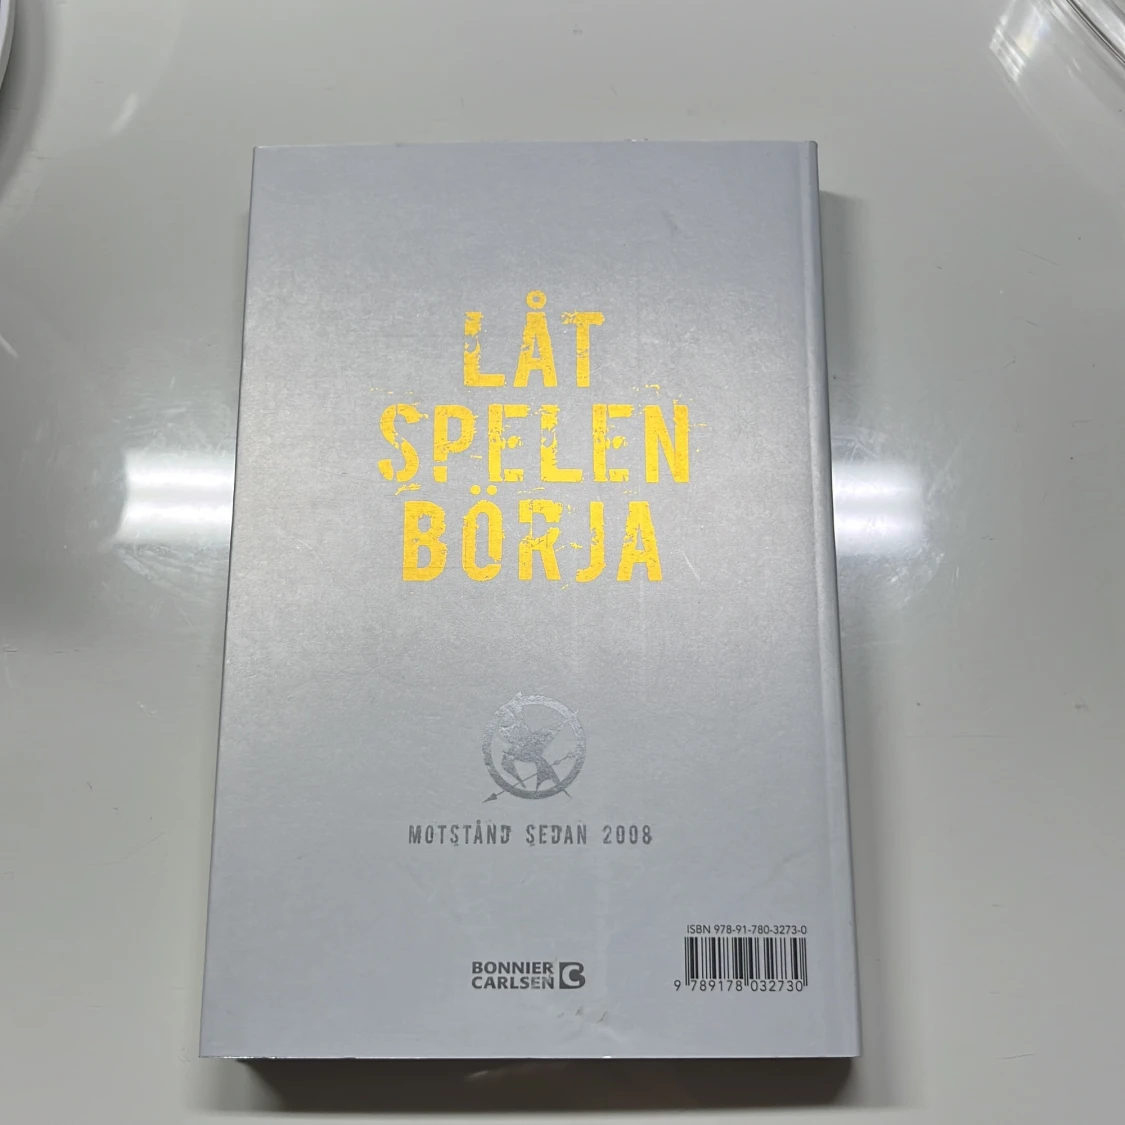 LÅT
SPELEN
BÖRJA
MOTSTÅND SEDAN 2008
ISBN 978-91-780-3273-0
BONNIER
CARLSEN
9 789178 032730